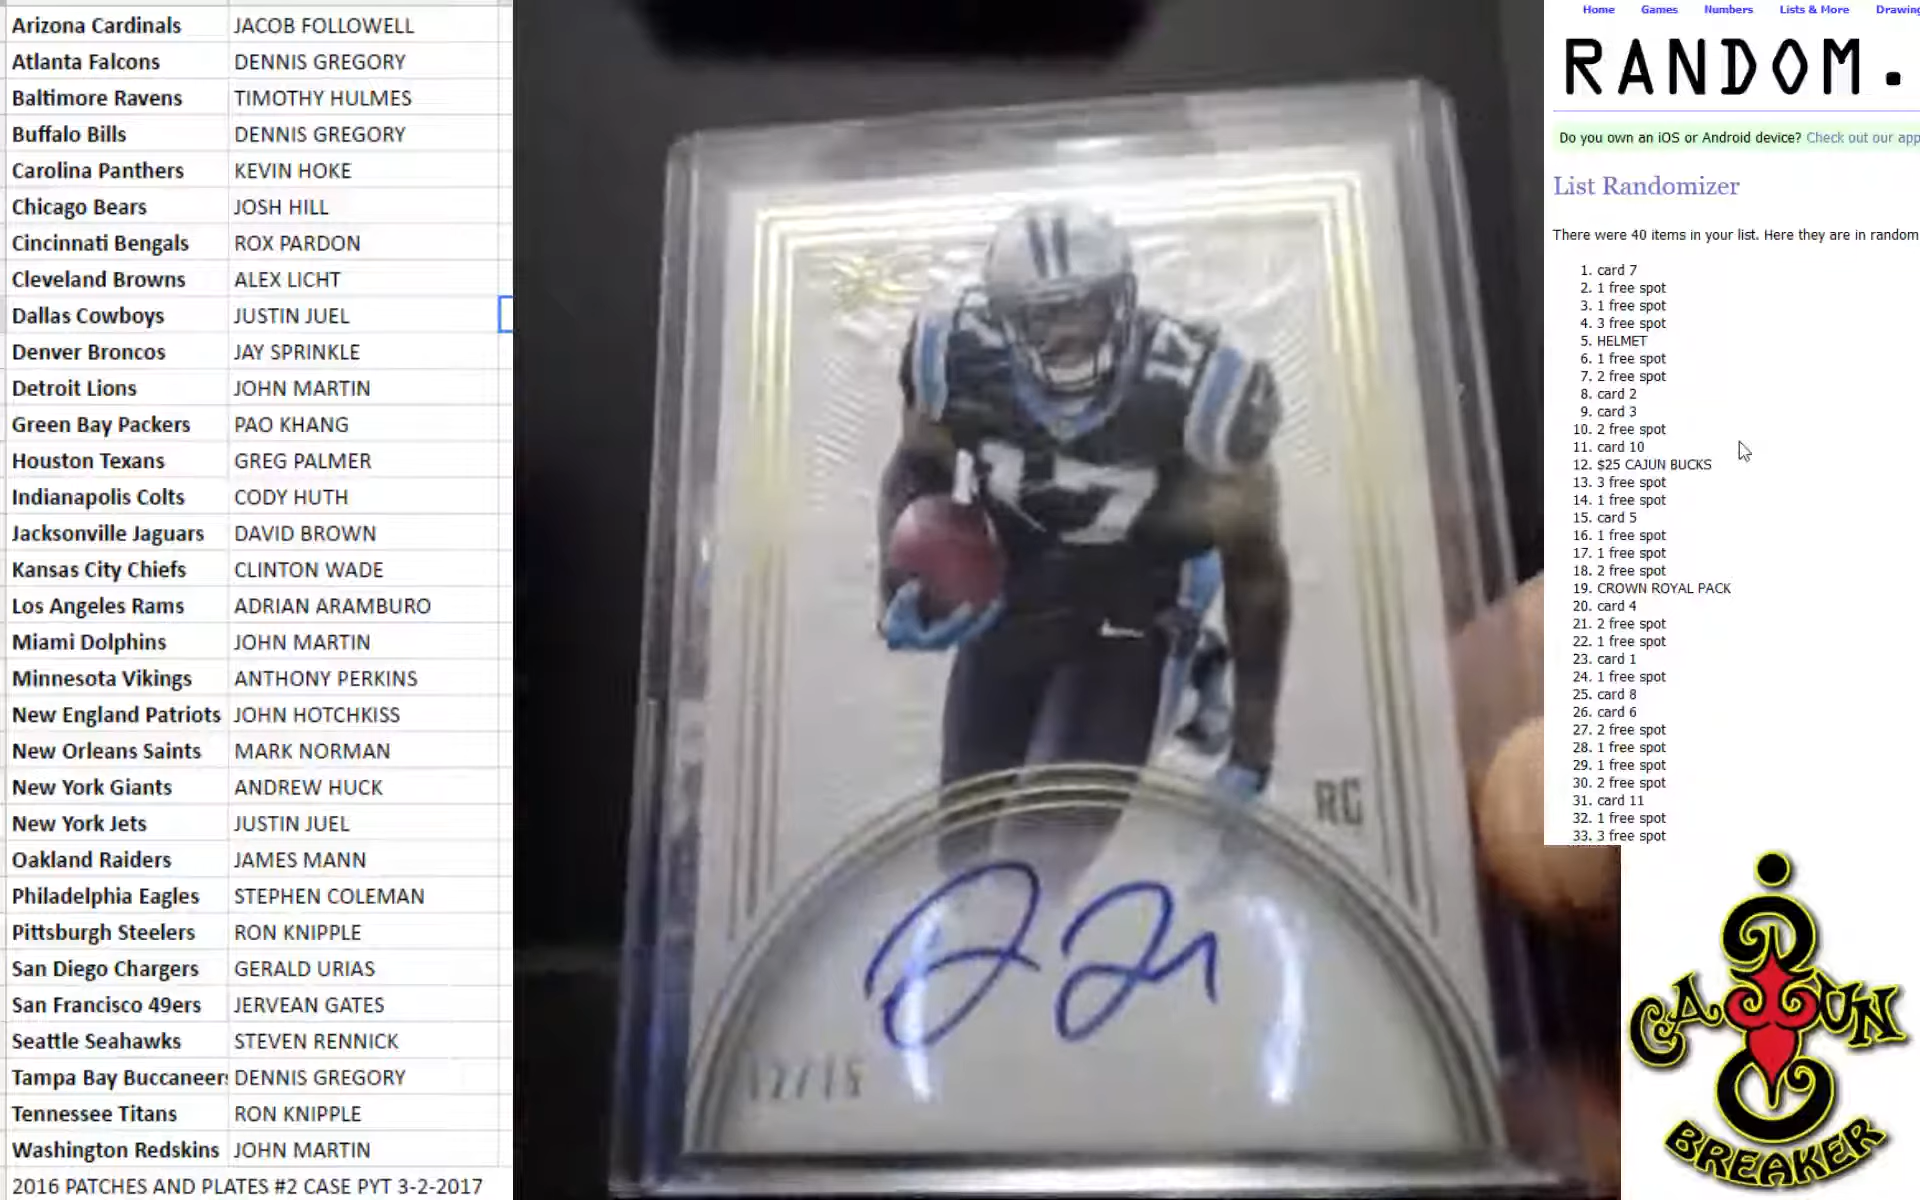 Arizona Cardinals JACOB FOLLOWELL
Atlanta Falcons DENNIS GREGORY
Baltimore Ravens TIMOTHY HULMES
Buffalo Bills DENNIS GREGORY
Carolina Panthers KEVIN HOKE
Chicago Bears JOSH HILL
Cincinnati Bengals ROX PARDON
Cleveland Browns ALEX LICHT
Dallas Cowboys JUSTIN JUEL
Denver Broncos JAY SPRINKLE
Detroit Lions JOHN MARTIN
Green Bay Packers PAO KHANG
Houston Texans GREG PALMER
Indianapolis Colts CODY HUTH
Jacksonville Jaguars DAVID BROWN
Kansas City Chiefs CLINTON WADE
Los Angeles Rams ADRIAN ARAMBURO
Miami Dolphins JOHN MARTIN
Minnesota Vikings ANTHONY PERKINS
New England Patriots JOHN HOTCHKISS
New Orleans Saints MARK NORMAN
New York Giants ANDREW HUCK
New York Jets JUSTIN JUEL
Oakland Raiders JAMES MANN
Philadelphia Eagles STEPHEN COLEMAN
Pittsburgh Steelers RON KNIPPLE
San Diego Chargers GERALD URIAS
San Francisco 49ers JERVEAN GATES
Seattle Seahawks STEVEN RENNICK
Tampa Bay Buccaneers DENNIS GREGORY
Tennessee Titans RON KNIPPLE
Washington Redskins JOHN MARTIN
2016 PATCHES AND PLATES #2 CASE PYT 3-2-2017
17
17
RC
12/15
Home Games Numbers Lists & More Drawing
RANDOM.
Do you own an iOS or Android device? Check out our app
List Randomizer
There were 40 items in your list. Here they are in random
1. card 7
2. 1 free spot
3. 1 free spot
4. 3 free spot
5. HELMET
6. 1 free spot
7. 2 free spot
8. card 2
9. card 3
10. 2 free spot
11. card 10
12. $25 CAJUN BUCKS
13. 3 free spot
14. 1 free spot
15. card 5
16. 1 free spot
17. 1 free spot
18. 2 free spot
19. CROWN ROYAL PACK
20. card 4
21. 2 free spot
22. 1 free spot
23. card 1
24. 1 free spot
25. card 8
26. card 6
27. 2 free spot
28. 1 free spot
29. 1 free spot
30. 2 free spot
31. card 11
32. 1 free spot
33. 3 free spot
CAJUN
BREAKER